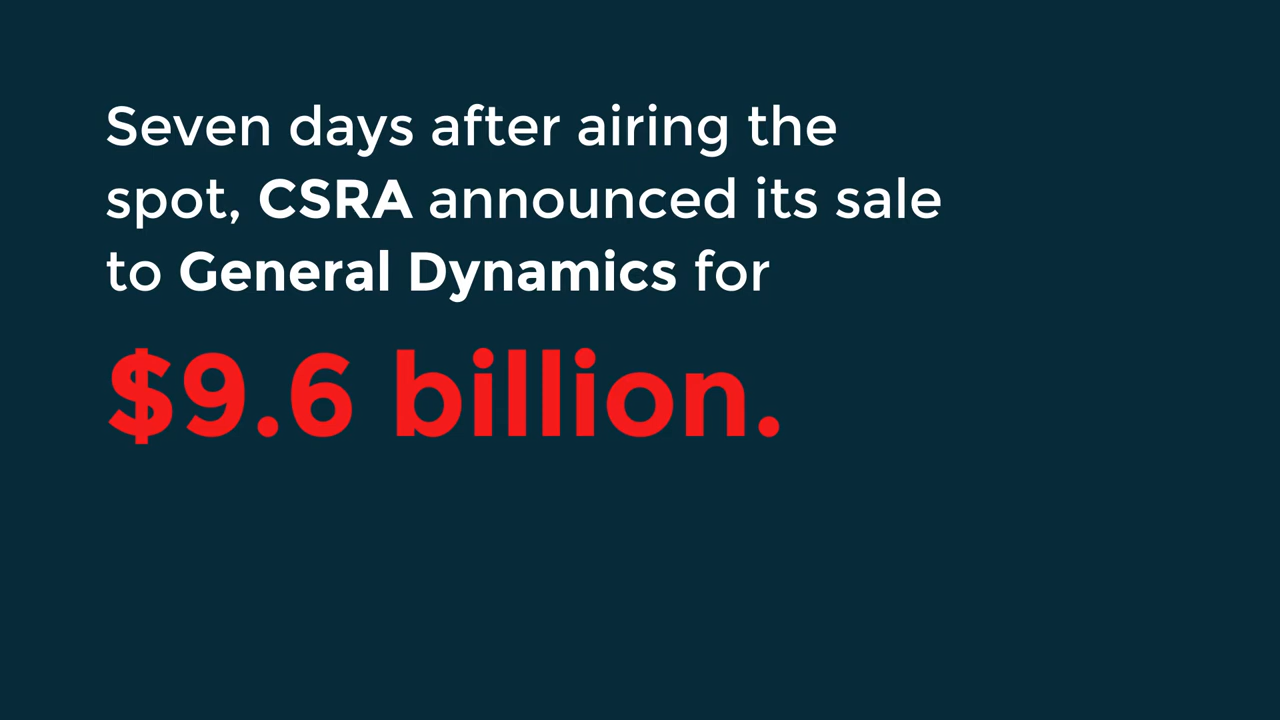 Seven days after airing the
spot, CSRA announced its sale
to General Dynamics for
$9.6 billion.